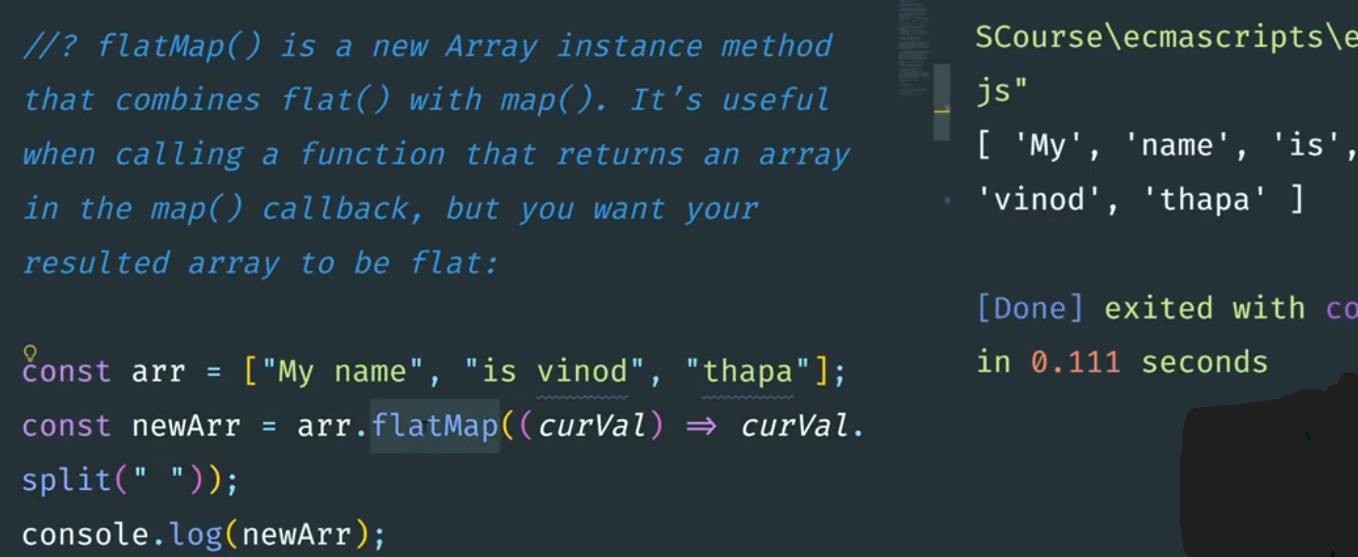 //? flatMap() is a new Array instance method
that combines flat() with map(). It’s useful
when calling a function that returns an array
in the map() callback, but you want your
resulted array to be flat:
const arr = ["My name", "is vinod", "thapa"];
const newArr = arr.flatMap((curVal) => curVal.
split(" "));
console.log(newArr);
SCourse\ecmascripts\e
js"
[ 'My', 'name', 'is',
'vinod', 'thapa' ]
[Done] exited with co
in 0.111 seconds